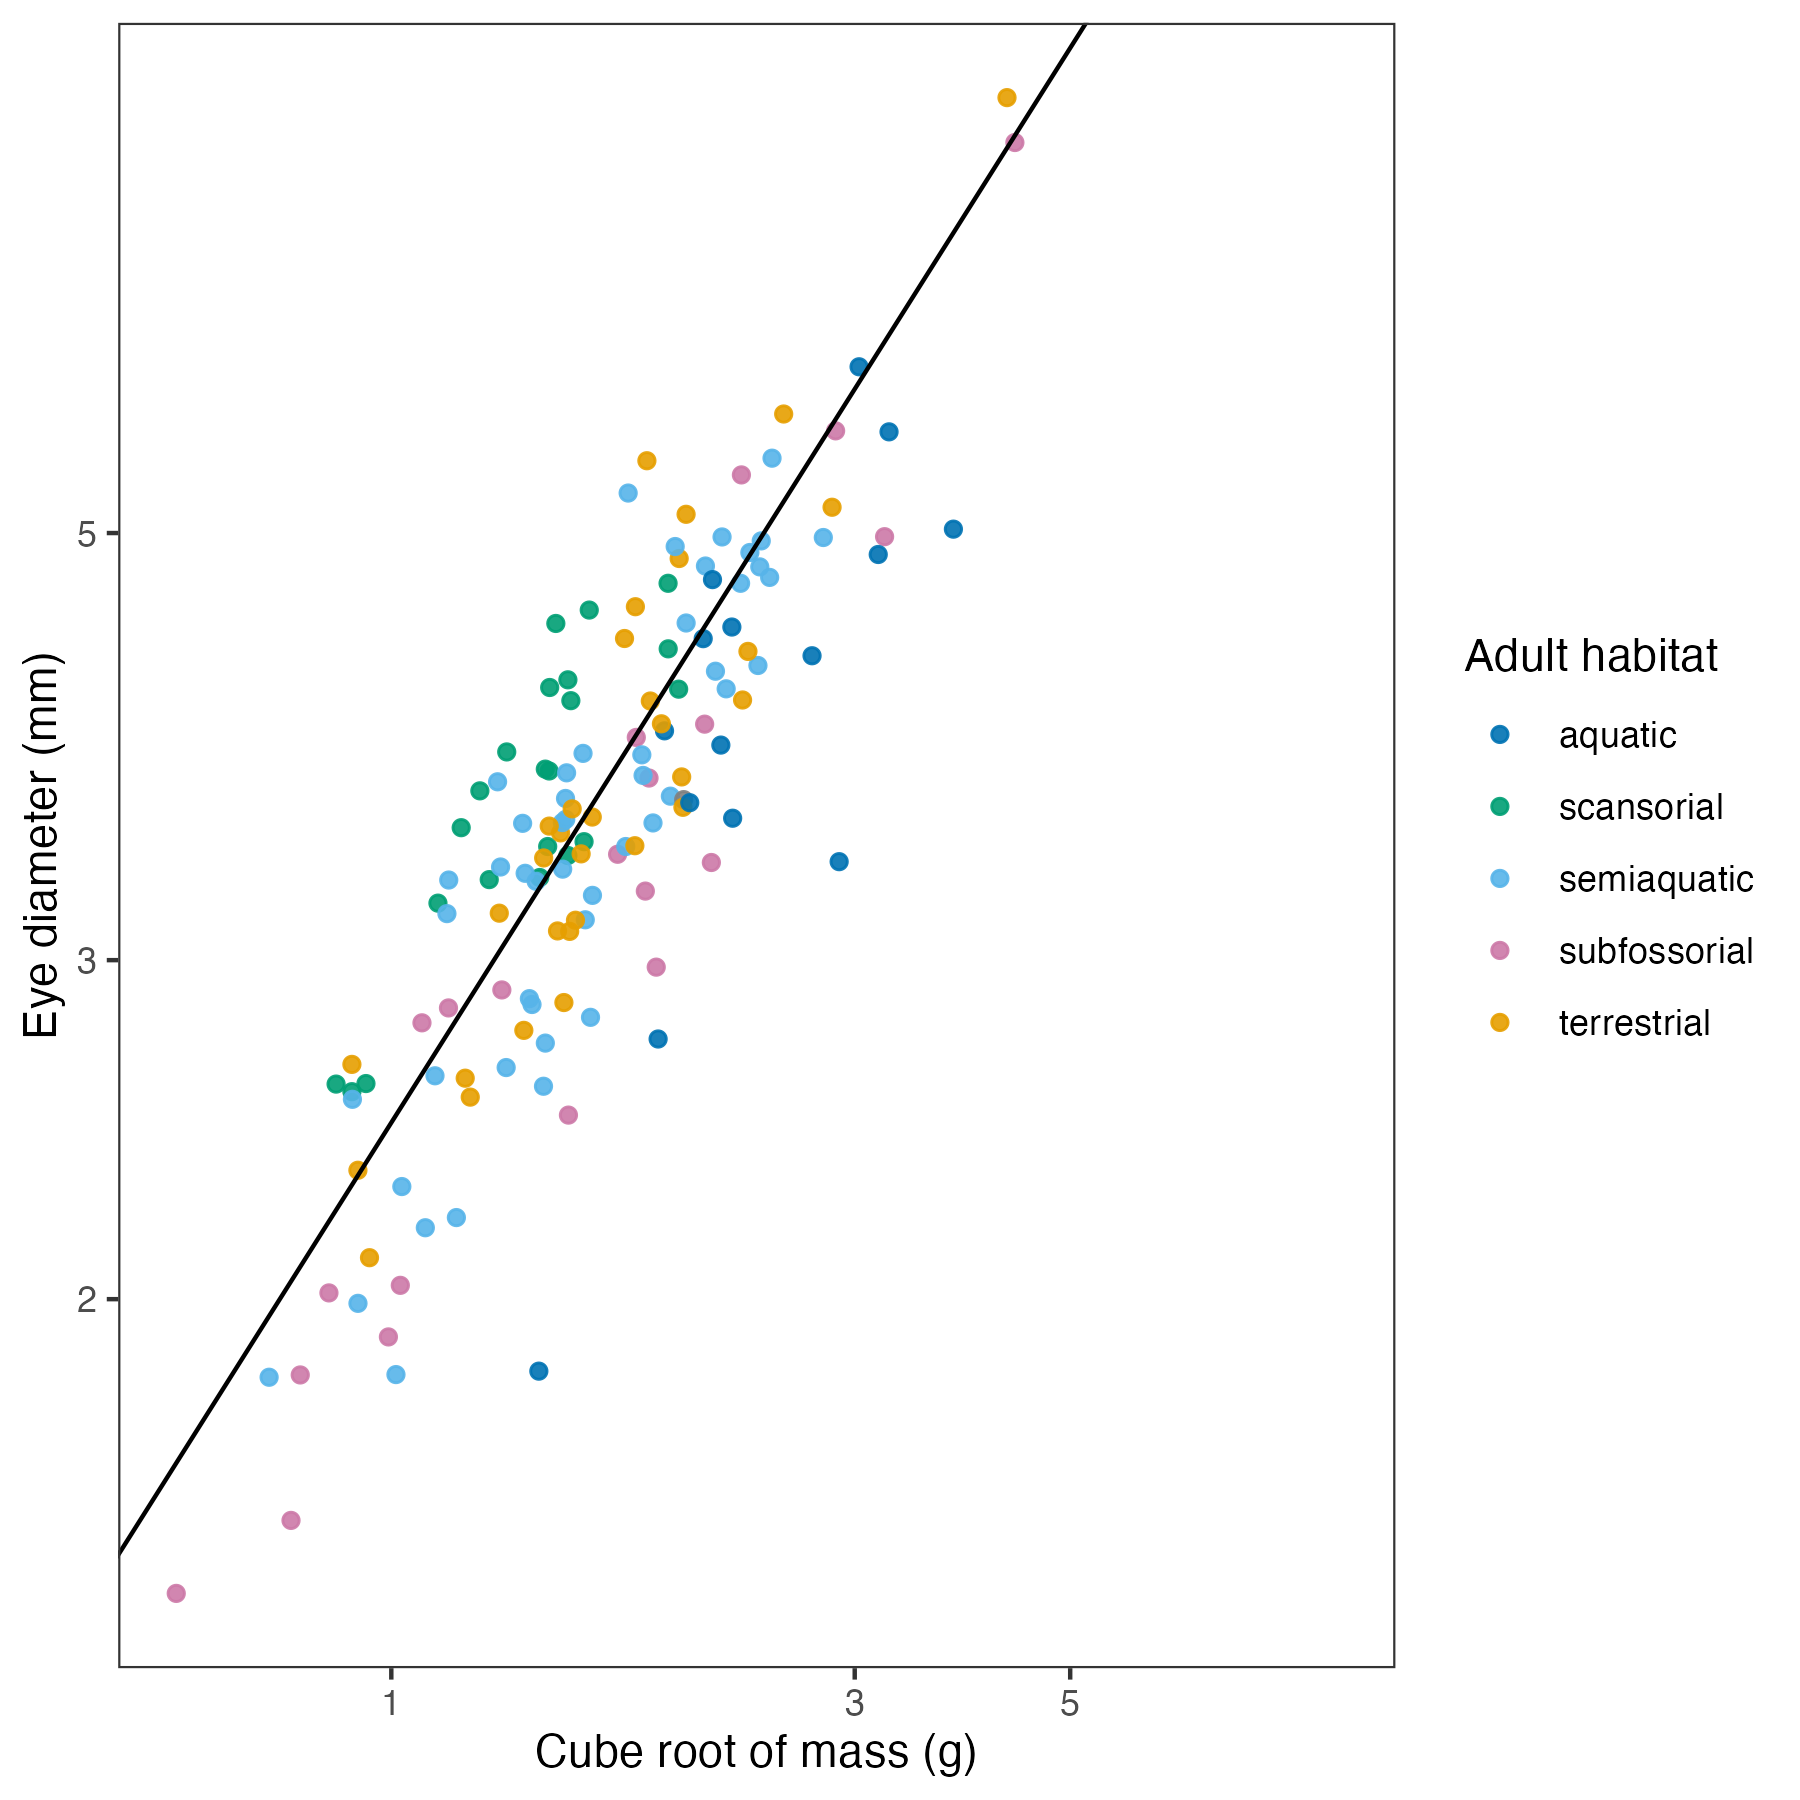 5
3
2
Eye diameter (mm)
1
3
5
Cube root of mass (g)
Adult habitat
aquatic
scansorial
semiaquatic
subfossorial
terrestrial